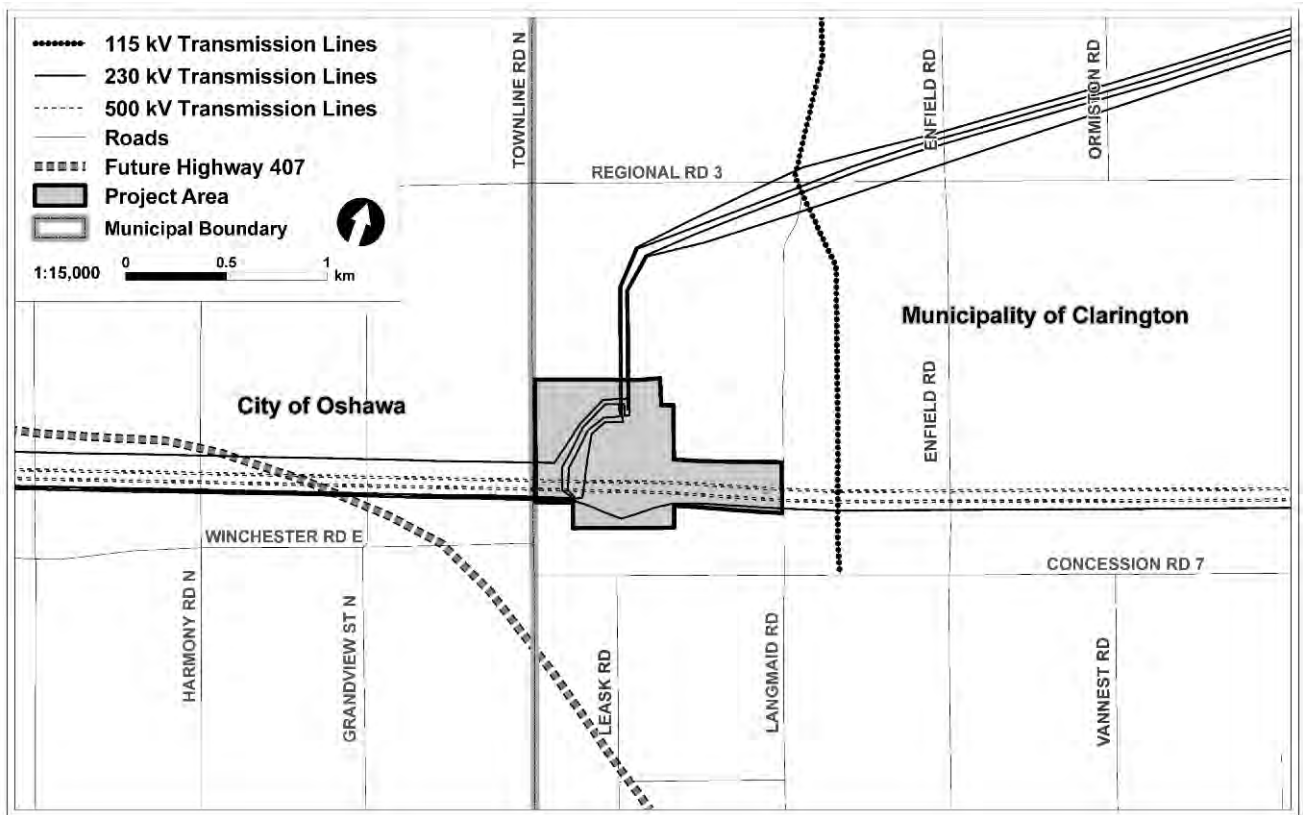 115 kV Transmission Lines
230 kV Transmission Lines
500 kV Transmission Lines
Roads
Future Highway 407
Project Area
Municipal Boundary
1:15,000
0 0.5 1
km
TOWNLINE RD N
ENFIELD RD
ORMISTON RD
REGIONAL RD 3
Municipality of Clarington
City of Oshawa
ENFIELD RD
WINCHESTER RD E
CONCESSION RD 7
HARMONY RD N
GRANDVIEW ST N
LEASK RD
LANGMAID RD
VANNEST RD